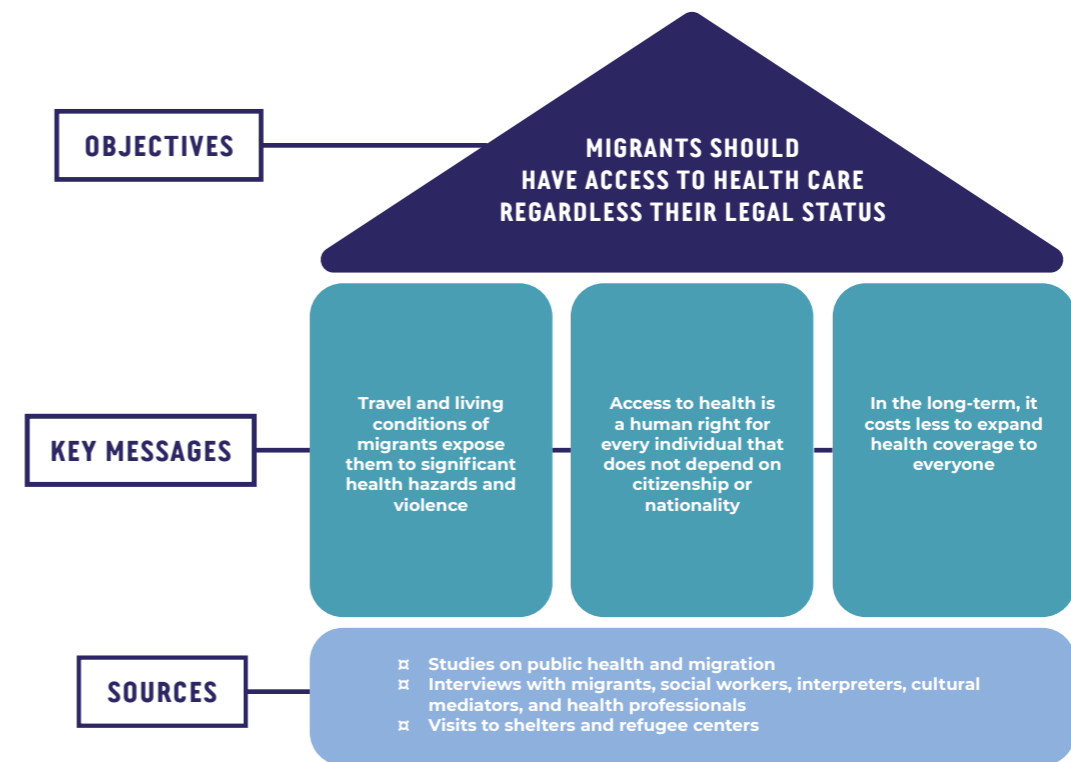 OBJECTIVES
MIGRANTS SHOULD
HAVE ACCESS TO HEALTH CARE
REGARDLESS THEIR LEGAL STATUS
KEY MESSAGES
Travel and living
conditions of
migrants expose
them to significant
health hazards and
violence
Access to health is
a human right for
every individual that
does not depend on
citizenship or
nationality
In the long-term, it
costs less to expand
health coverage to
everyone
SOURCES
¤ Studies on public health and migration
¤ Interviews with migrants, social workers, interpreters, cultural
mediators, and health professionals
¤ Visits to shelters and refugee centers